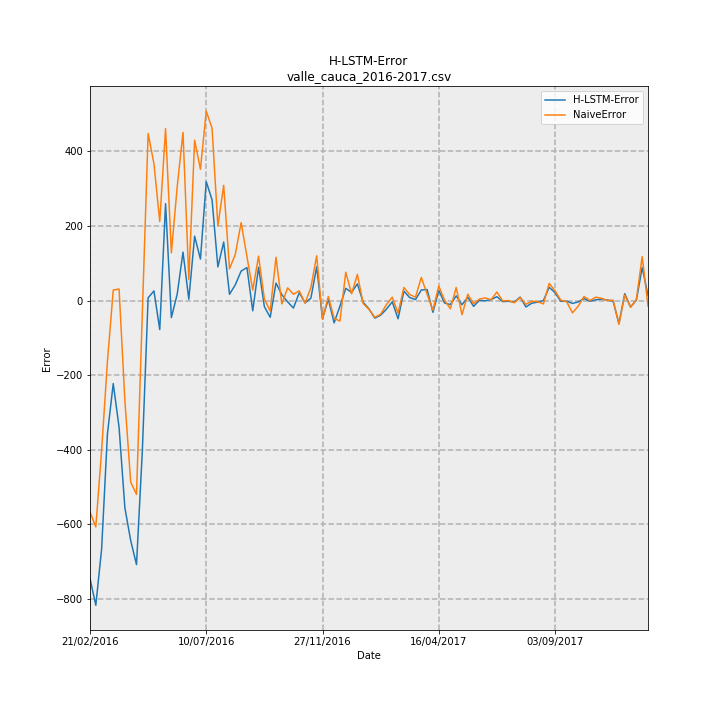 H-LSTM-Error
valle_cauca_2016-2017.csv
H-LSTM-Error
NaiveError
400
200
0
−200
−400
−600
−800
Error
21/02/2016
10/07/2016
27/11/2016
16/04/2017
03/09/2017
Date